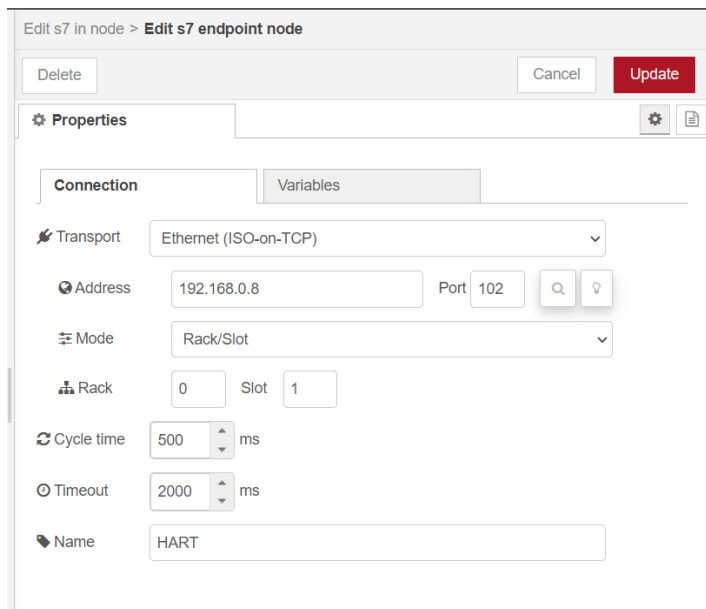 Edit s7 in node > Edit s7 endpoint node
Delete Cancel Update
Properties
Connection Variables
Transport Ethernet (ISO-on-TCP)
Address 192.168.0.8 Port 102
Mode Rack/Slot
Rack 0 Slot 1
Cycle time 500 ms
Timeout 2000 ms
Name HART